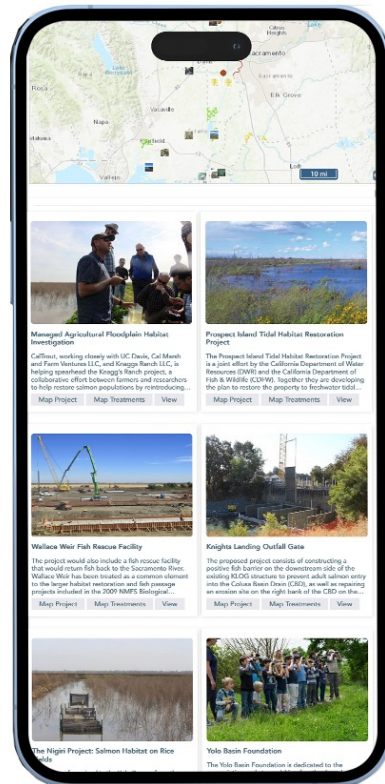 Citrus
Heights
Sacramento
Sacramento
Elk Grove
Davis
Lake
Berryessa
Rosa
Vacaville
Napa
Fairfield
Vallejo
Lodi
10 mi
Managed Agricultural Floodplain Habitat
Investigation
CalTrout, working closely with UC Davis, Cal Marsh
and Farm Ventures LLC, and Knaggs Ranch LLC, is
helping spearhead the Knagg's Ranch project, a
collaborative effort between farmers and researchers
to help restore salmon populations by reintroducing...
Map Project Map Treatments View
Prospect Island Tidal Habitat Restoration
Project
The Prospect Island Tidal Habitat Restoration Project
is a joint effort by the California Department of Water
Resources (DWR) and the California Department of
Fish & Wildlife (CDFW). Together they are developing
the plan to restore the property to freshwater tidal...
Map Project Map Treatments View
Wallace Weir Fish Rescue Facility
The project would also include a fish rescue facility
that would return fish back to the Sacramento River.
Wallace Weir has been treated as a common element
to the larger habitat restoration and fish passage
projects included in the 2009 NMFS Biological...
Map Project Map Treatments View
Knights Landing Outfall Gate
The proposed project consists of constructing a
positive fish barrier on the downstream side of the
existing KLOG structure to prevent adult salmon entry
into the Colusa Basin Drain (CBD), as well as repairing
an erosion site on the right bank of the CBD on the...
Map Project Map Treatments View
The Nigiri Project: Salmon Habitat on Rice
Fields
Yolo Basin Foundation
The Yolo Basin Foundation is dedicated to the